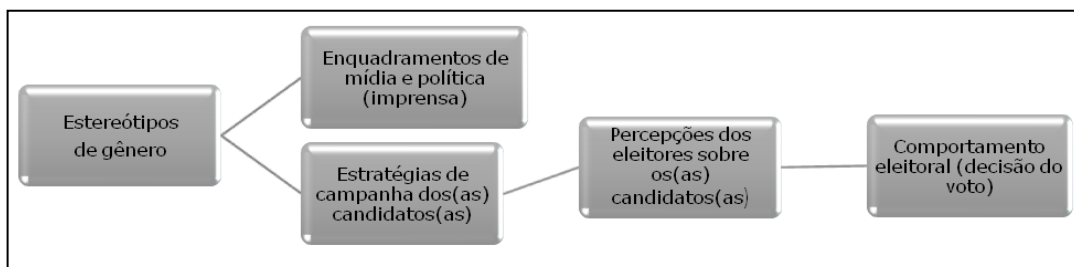 Estereótipos
de gênero
Enquadramentos de
mídia e política
(imprensa)
Estratégias de
campanha dos(as)
candidatos(as)
Percepções dos
eleitores sobre
os(as)
candidatos(as)
Comportamento
eleitoral (decisão do
voto)